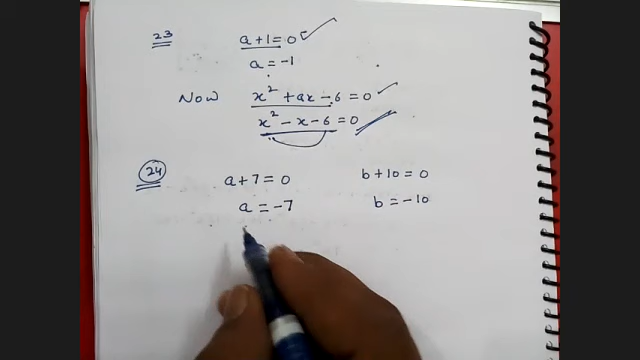 23 a + 1 = 0
a = -1
Now x² + ax - 6 = 0
x² - x - 6 = 0
24 a + 7 = 0 b + 10 = 0
a = -7 b = -10